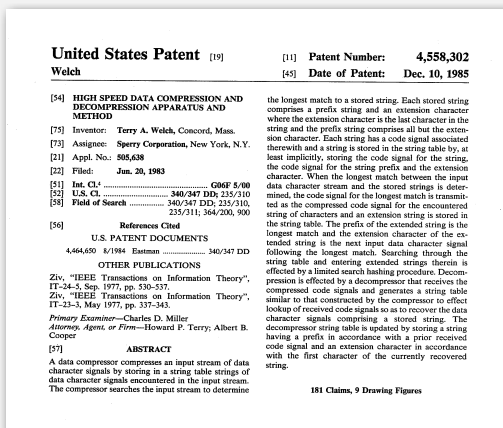 United States Patent [19]
Welch
[11] Patent Number: 4,558,302
[45] Date of Patent: Dec. 10, 1985
[54] HIGH SPEED DATA COMPRESSION AND
DECOMPRESSION APPARATUS AND
METHOD
[75] Inventor: Terry A. Welch, Concord, Mass.
[73] Assignee: Sperry Corporation, New York, N.Y.
[21] Appl. No.: 505,638
[22] Filed: Jun. 20, 1983
[51] Int. Cl.⁴ .................................... G06F 5/00
[52] U.S. Cl. ........................ 340/347 DD; 235/310
[58] Field of Search .............. 340/347 DD; 235/310,
235/311; 364/200, 900
[56] References Cited
U.S. PATENT DOCUMENTS
4,464,650 8/1984 Eastman ..................... 340/347 DD
OTHER PUBLICATIONS
Ziv, "IEEE Transactions on Information Theory",
IT-24-5, Sep. 1977, pp. 530-537.
Ziv, "IEEE Transactions on Information Theory",
IT-23-3, May 1977, pp. 337-343.
Primary Examiner—Charles D. Miller
Attorney, Agent, or Firm—Howard P. Terry; Albert B.
Cooper
[57] ABSTRACT
A data compressor compresses an input stream of data
character signals by storing in a string table strings of
data character signals encountered in the input stream.
The compressor searches the input stream to determine
the longest match to a stored string. Each stored string
comprises a prefix string and an extension character
where the extension character is the last character in the
string and the prefix string comprises all but the exten-
sion character. Each string has a code signal associated
therewith and a string is stored in the string table by, at
least implicitly, storing the code signal for the string,
the code signal for the string prefix and the extension
character. When the longest match between the input
data character stream and the stored strings is deter-
mined, the code signal for the longest match is transmit-
ted as the compressed code signal for the encountered
string of characters and an extension string is stored in
the string table. The prefix of the extended string is the
longest match and the extension character of the ex-
tended string is the next input data character signal
following the longest match. Searching through the
string table and entering extended strings therein is
effected by a limited search hashing procedure. Decom-
pression is effected by a decompressor that receives the
compressed code signals and generates a string table
similar to that constructed by the compressor to effect
lookup of received code signals so as to recover the data
character signals comprising a stored string. The
decompressor string table is updated by storing a string
having a prefix in accordance with a prior received
code signal and an extension character in accordance
with the first character of the currently recovered
string.
181 Claims, 9 Drawing Figures